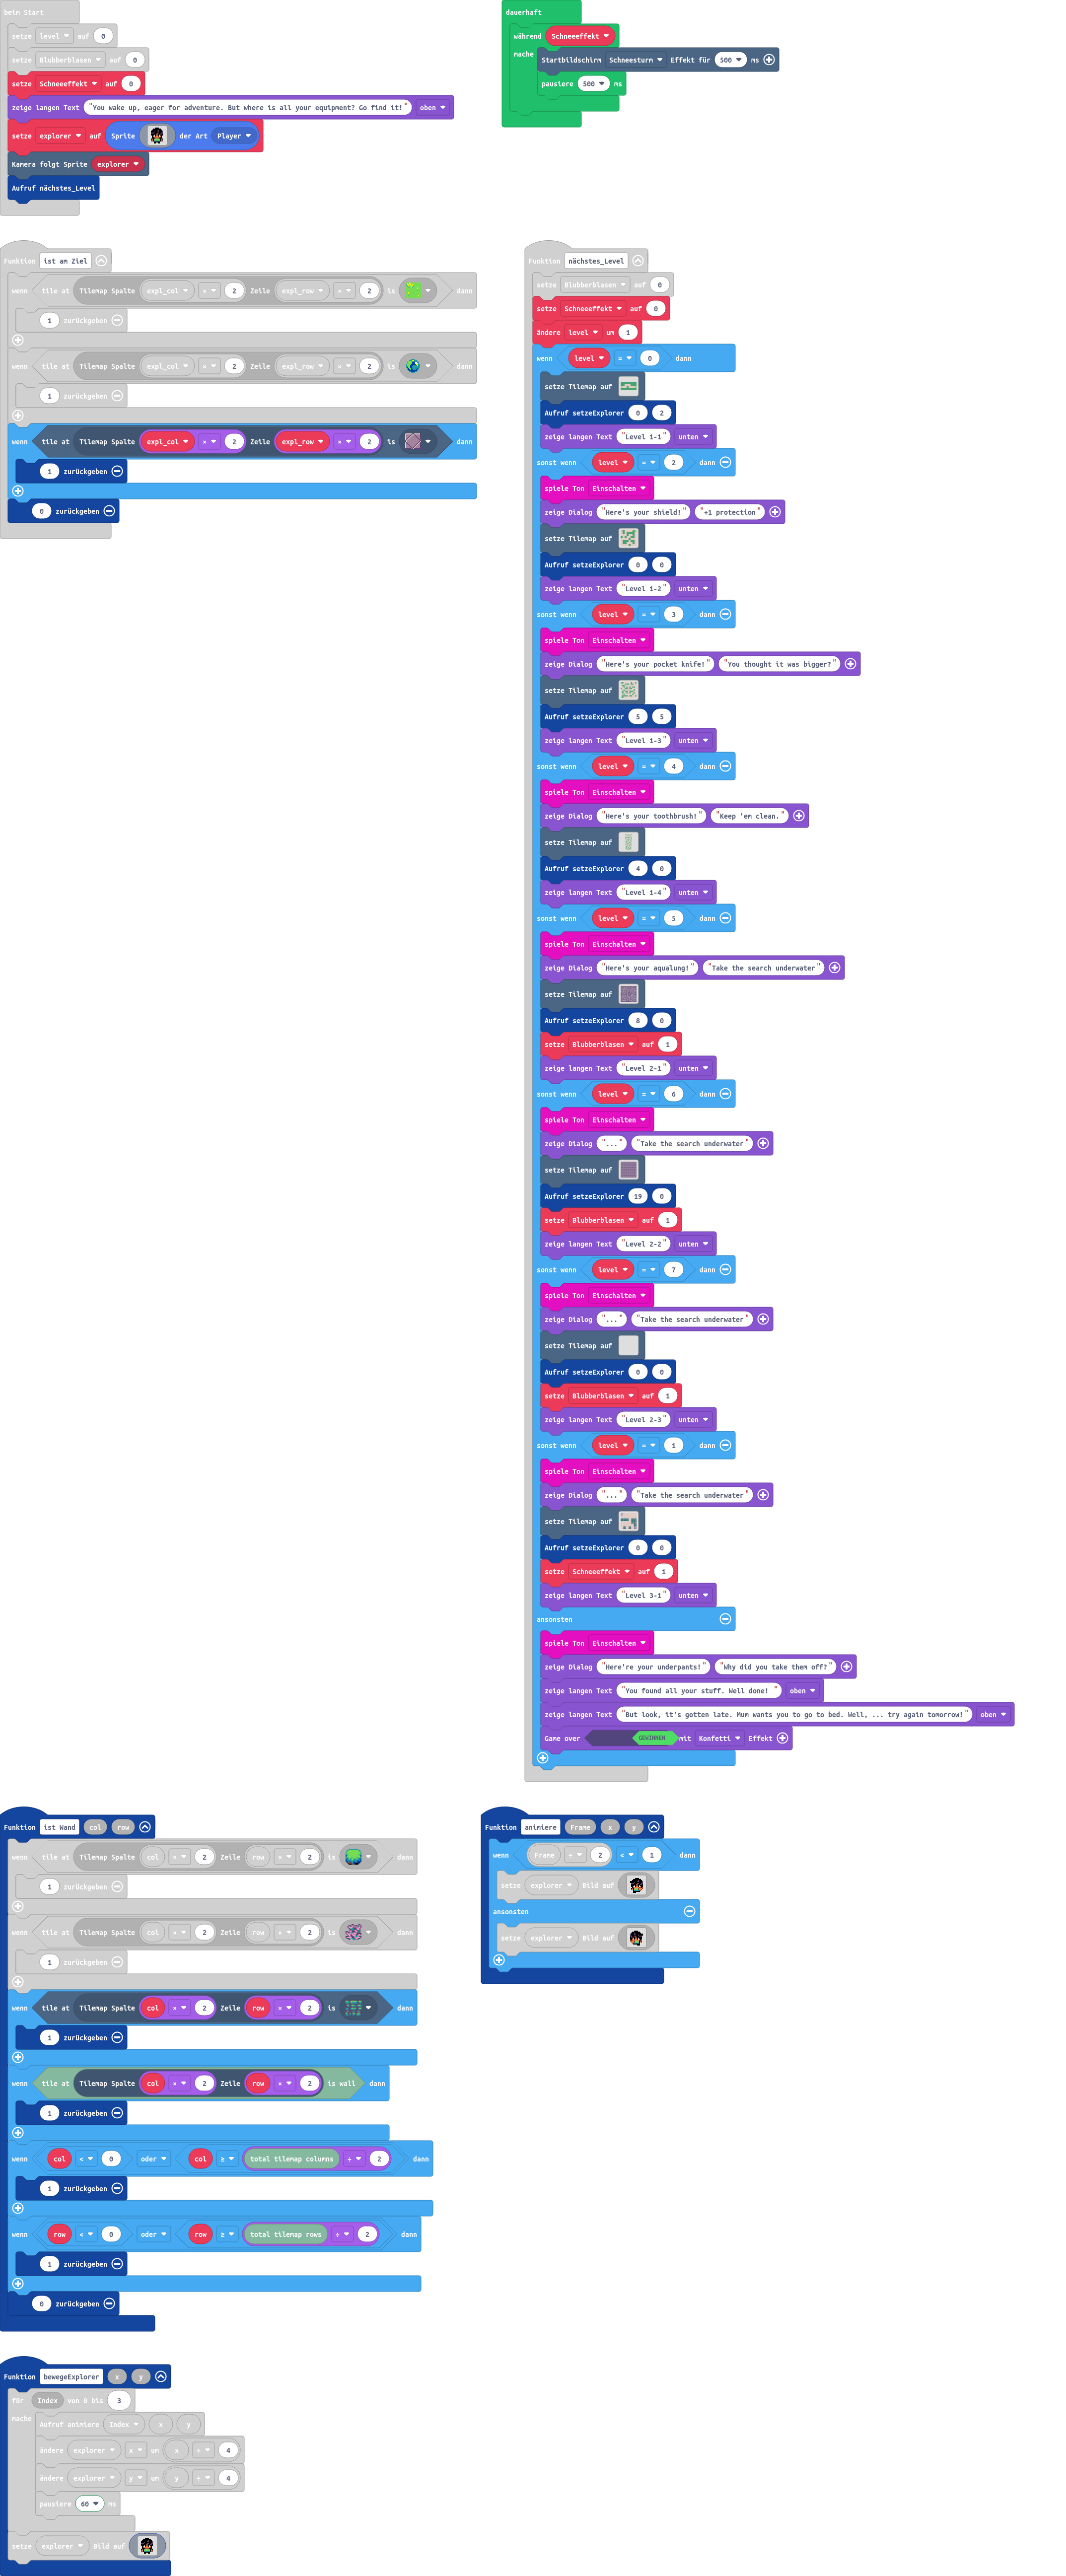 beim Start
setze level auf 0
setze Blubberblasen auf 0
setze Schneeeffekt auf 0
zeige langen Text "You wake up, eager for adventure. But where is all your equipment? Go find it!" oben
setze explorer auf Sprite der Art Player
Kamera folgt Sprite explorer
Aufruf nächstes_Level
dauerhaft
während Schneeeffekt
mache
Startbildschirm Schneesturm Effekt für 500 ms
pausiere 500 ms
Funktion ist am Ziel
wenn tile at Tilemap Spalte expl_col × 2 Zeile expl_row × 2 is dann
1 zurückgeben
wenn tile at Tilemap Spalte expl_col × 2 Zeile expl_row × 2 is dann
1 zurückgeben
wenn tile at Tilemap Spalte expl_col × 2 Zeile expl_row × 2 is dann
1 zurückgeben
0 zurückgeben
Funktion nächstes_Level
setze Blubberblasen auf 0
setze Schneeeffekt auf 0
ändere level um 1
wenn level = 0 dann
setze Tilemap auf
Aufruf setzeExplorer 0 2
zeige langen Text "Level 1-1" unten
sonst wenn level = 2 dann
spiele Ton Einschalten
zeige Dialog "Here's your shield!" "+1 protection"
setze Tilemap auf
Aufruf setzeExplorer 0 0
zeige langen Text "Level 1-2" unten
sonst wenn level = 3 dann
spiele Ton Einschalten
zeige Dialog "Here's your pocket knife!" "You thought it was bigger?"
setze Tilemap auf
Aufruf setzeExplorer 5 5
zeige langen Text "Level 1-3" unten
sonst wenn level = 4 dann
spiele Ton Einschalten
zeige Dialog "Here's your toothbrush!" "Keep 'em clean."
setze Tilemap auf
Aufruf setzeExplorer 4 0
zeige langen Text "Level 1-4" unten
sonst wenn level = 5 dann
spiele Ton Einschalten
zeige Dialog "Here's your aqualung!" "Take the search underwater"
setze Tilemap auf
Aufruf setzeExplorer 8 0
setze Blubberblasen auf 1
zeige langen Text "Level 2-1" unten
sonst wenn level = 6 dann
spiele Ton Einschalten
zeige Dialog "..." "Take the search underwater"
setze Tilemap auf
Aufruf setzeExplorer 19 0
setze Blubberblasen auf 1
zeige langen Text "Level 2-2" unten
sonst wenn level = 7 dann
spiele Ton Einschalten
zeige Dialog "..." "Take the search underwater"
setze Tilemap auf
Aufruf setzeExplorer 0 0
setze Blubberblasen auf 1
zeige langen Text "Level 2-3" unten
sonst wenn level = 1 dann
spiele Ton Einschalten
zeige Dialog "..." "Take the search underwater"
setze Tilemap auf
Aufruf setzeExplorer 0 0
setze Schneeeffekt auf 1
zeige langen Text "Level 3-1" unten
ansonsten
spiele Ton Einschalten
zeige Dialog "Here're your underpants!" "Why did you take them off?"
zeige langen Text "You found all your stuff. Well done! " oben
zeige langen Text "But look, it's gotten late. Mum wants you to go to bed. Well, ... try again tomorrow!" oben
Game over GEWINNEN mit Konfetti Effekt
Funktion ist Wand col row
wenn tile at Tilemap Spalte col × 2 Zeile row × 2 is dann
1 zurückgeben
wenn tile at Tilemap Spalte col × 2 Zeile row × 2 is dann
1 zurückgeben
wenn tile at Tilemap Spalte col × 2 Zeile row × 2 is dann
1 zurückgeben
wenn tile at Tilemap Spalte col × 2 Zeile row × 2 is wall dann
1 zurückgeben
wenn col < 0 oder col ≥ total tilemap columns ÷ 2 dann
1 zurückgeben
wenn row < 0 oder row ≥ total tilemap rows ÷ 2 dann
1 zurückgeben
0 zurückgeben
Funktion animiere Frame x y
wenn Frame ÷ 2 < 1 dann
setze explorer Bild auf
ansonsten
setze explorer Bild auf
Funktion bewegeExplorer x y
für Index von 0 bis 3
mache
Aufruf animiere Index x y
ändere explorer x um x ÷ 4
ändere explorer y um y ÷ 4
pausiere 60 ms
setze explorer Bild auf